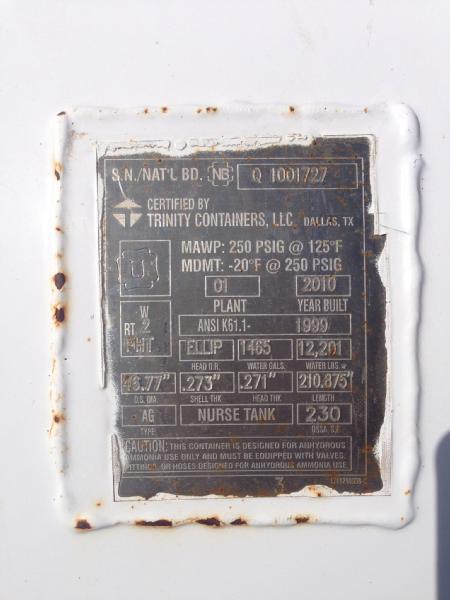 S.N./NAT'L BD. NB Q 1001727
CERTIFIED BY
TRINITY CONTAINERS, LLC DALLAS, TX
MAWP: 250 PSIG @ 125°F
MDMT: -20°F @ 250 PSIG
U
01 2010
PLANT YEAR BUILT
W
RT 2 ANSI K61.1- 1999
PHT ELLIP 1465 12,201
HEAD D.R. WATER GALS. WATER LBS.
46.77" .273" .271" 210.875"
O.S. DIA. SHELL THK HEAD THK LENGTH
AG NURSE TANK 230
TYPE OSSA, S.F.
CAUTION: THIS CONTAINER IS DESIGNED FOR ANHYDROUS
AMMONIA USE ONLY AND MUST BE EQUIPPED WITH VALVES,
FITTINGS, OR HOSES DESIGNED FOR ANHYDROUS AMMONIA USE.
3